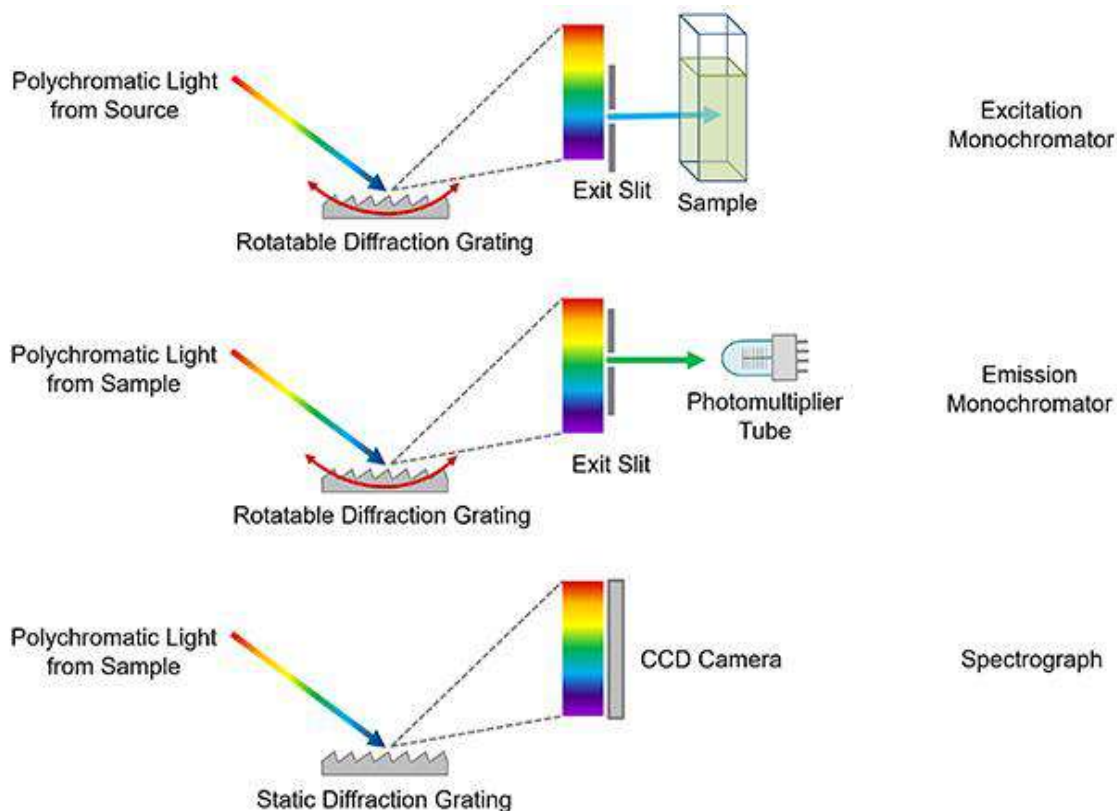 Polychromatic Light
from Source
Rotatable Diffraction Grating
Exit Slit
Sample
Excitation
Monochromator
Polychromatic Light
from Sample
Rotatable Diffraction Grating
Exit Slit
Photomultiplier
Tube
Emission
Monochromator
Polychromatic Light
from Sample
Static Diffraction Grating
CCD Camera
Spectrograph